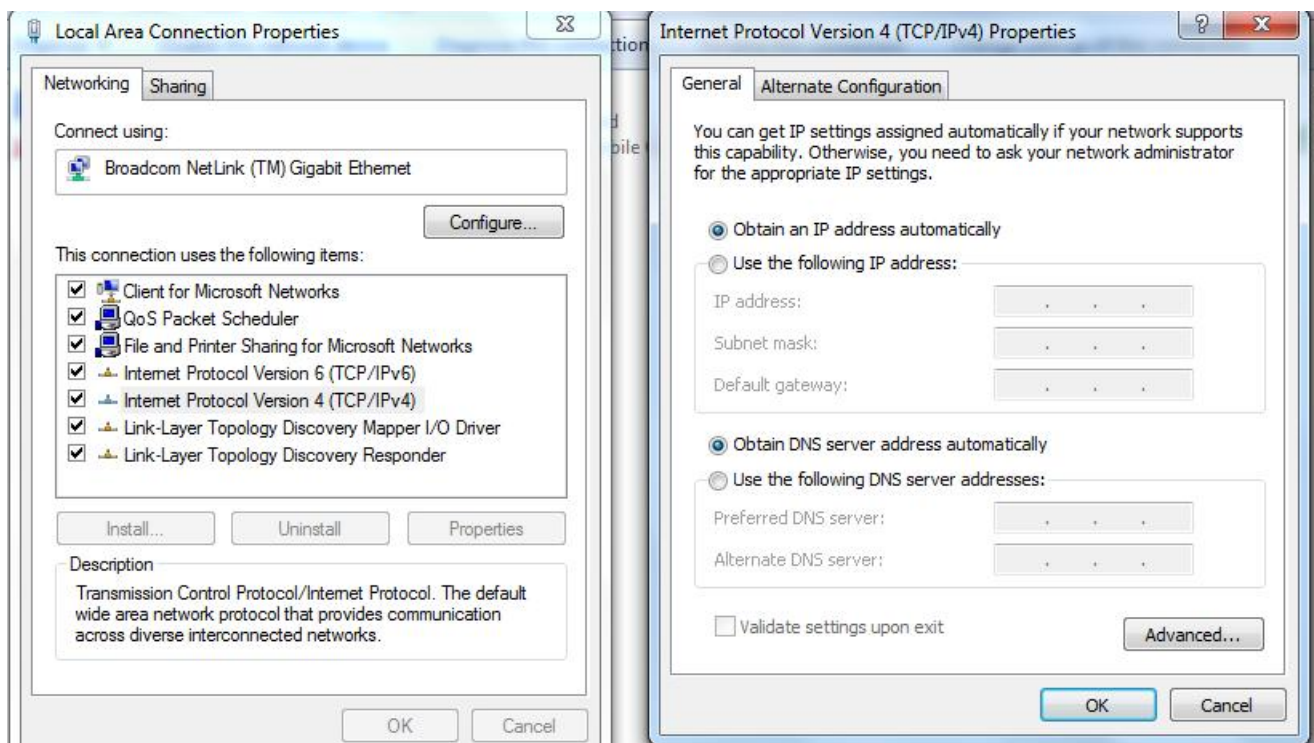 Local Area Connection Properties
Networking
Sharing
Connect using:
Broadcom NetLink (TM) Gigabit Ethernet
Configure...
This connection uses the following items:
Client for Microsoft Networks
QoS Packet Scheduler
File and Printer Sharing for Microsoft Networks
Internet Protocol Version 6 (TCP/IPv6)
Internet Protocol Version 4 (TCP/IPv4)
Link-Layer Topology Discovery Mapper I/O Driver
Link-Layer Topology Discovery Responder
Install...
Uninstall
Properties
Description
Transmission Control Protocol/Internet Protocol. The default
wide area network protocol that provides communication
across diverse interconnected networks.
OK
Cancel
Internet Protocol Version 4 (TCP/IPv4) Properties
General
Alternate Configuration
You can get IP settings assigned automatically if your network supports
this capability. Otherwise, you need to ask your network administrator
for the appropriate IP settings.
Obtain an IP address automatically
Use the following IP address:
IP address:
Subnet mask:
Default gateway:
Obtain DNS server address automatically
Use the following DNS server addresses:
Preferred DNS server:
Alternate DNS server:
Validate settings upon exit
Advanced...
OK
Cancel